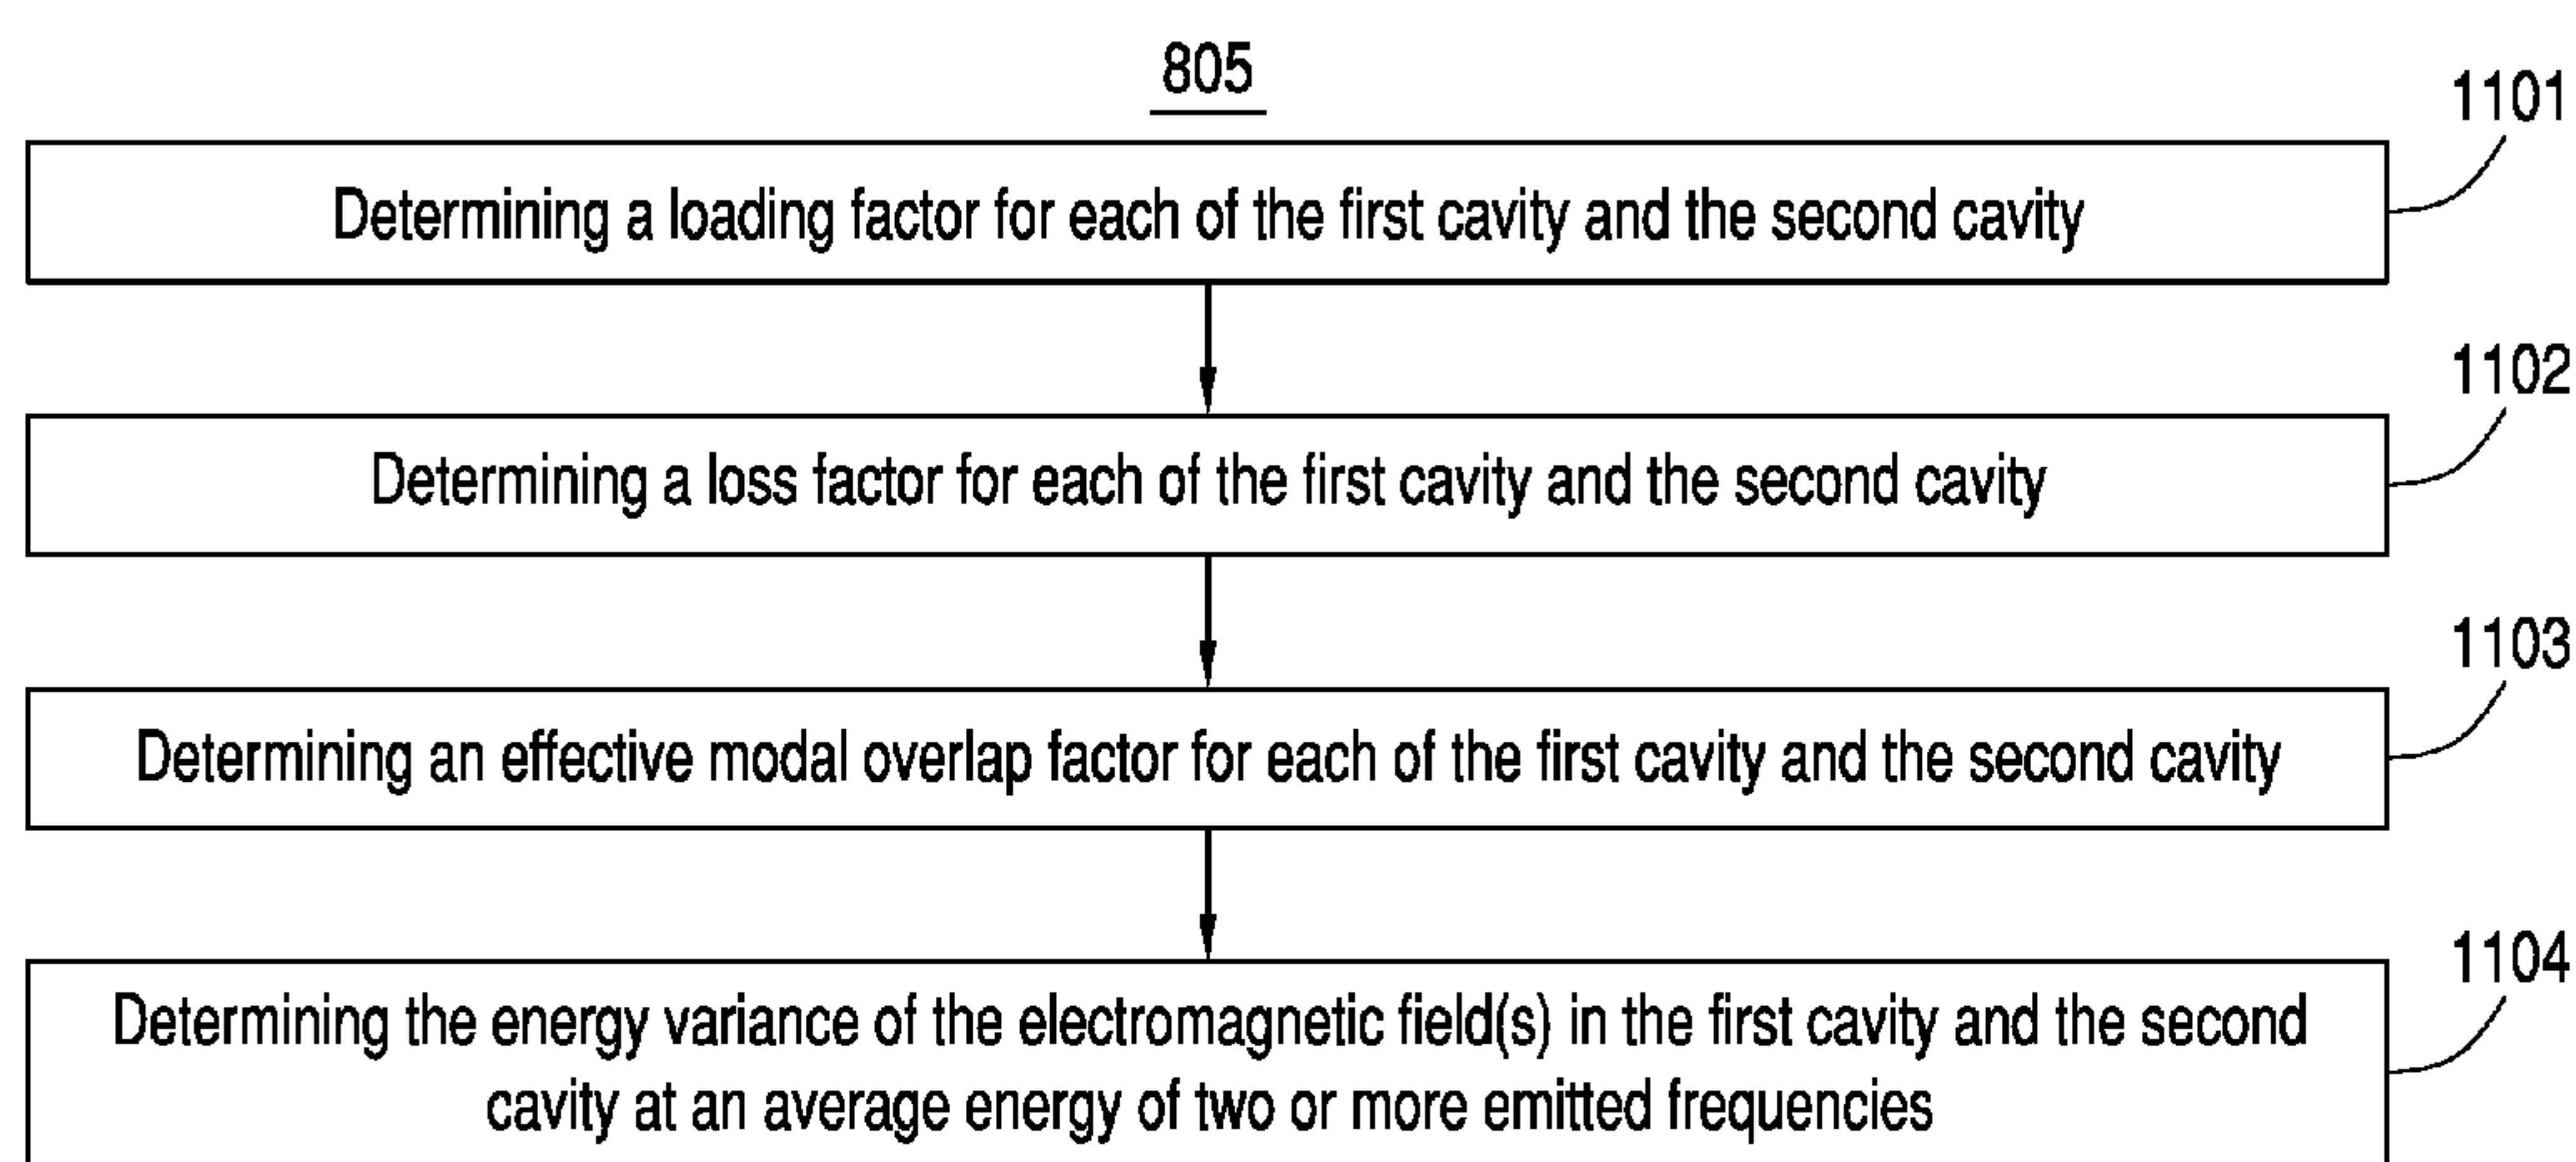 805
1101
Determining a loading factor for each of the first cavity and the second cavity
1102
Determining a loss factor for each of the first cavity and the second cavity
1103
Determining an effective modal overlap factor for each of the first cavity and the second cavity
1104
Determining the energy variance of the electromagnetic field(s) in the first cavity and the second
cavity at an average energy of two or more emitted frequencies